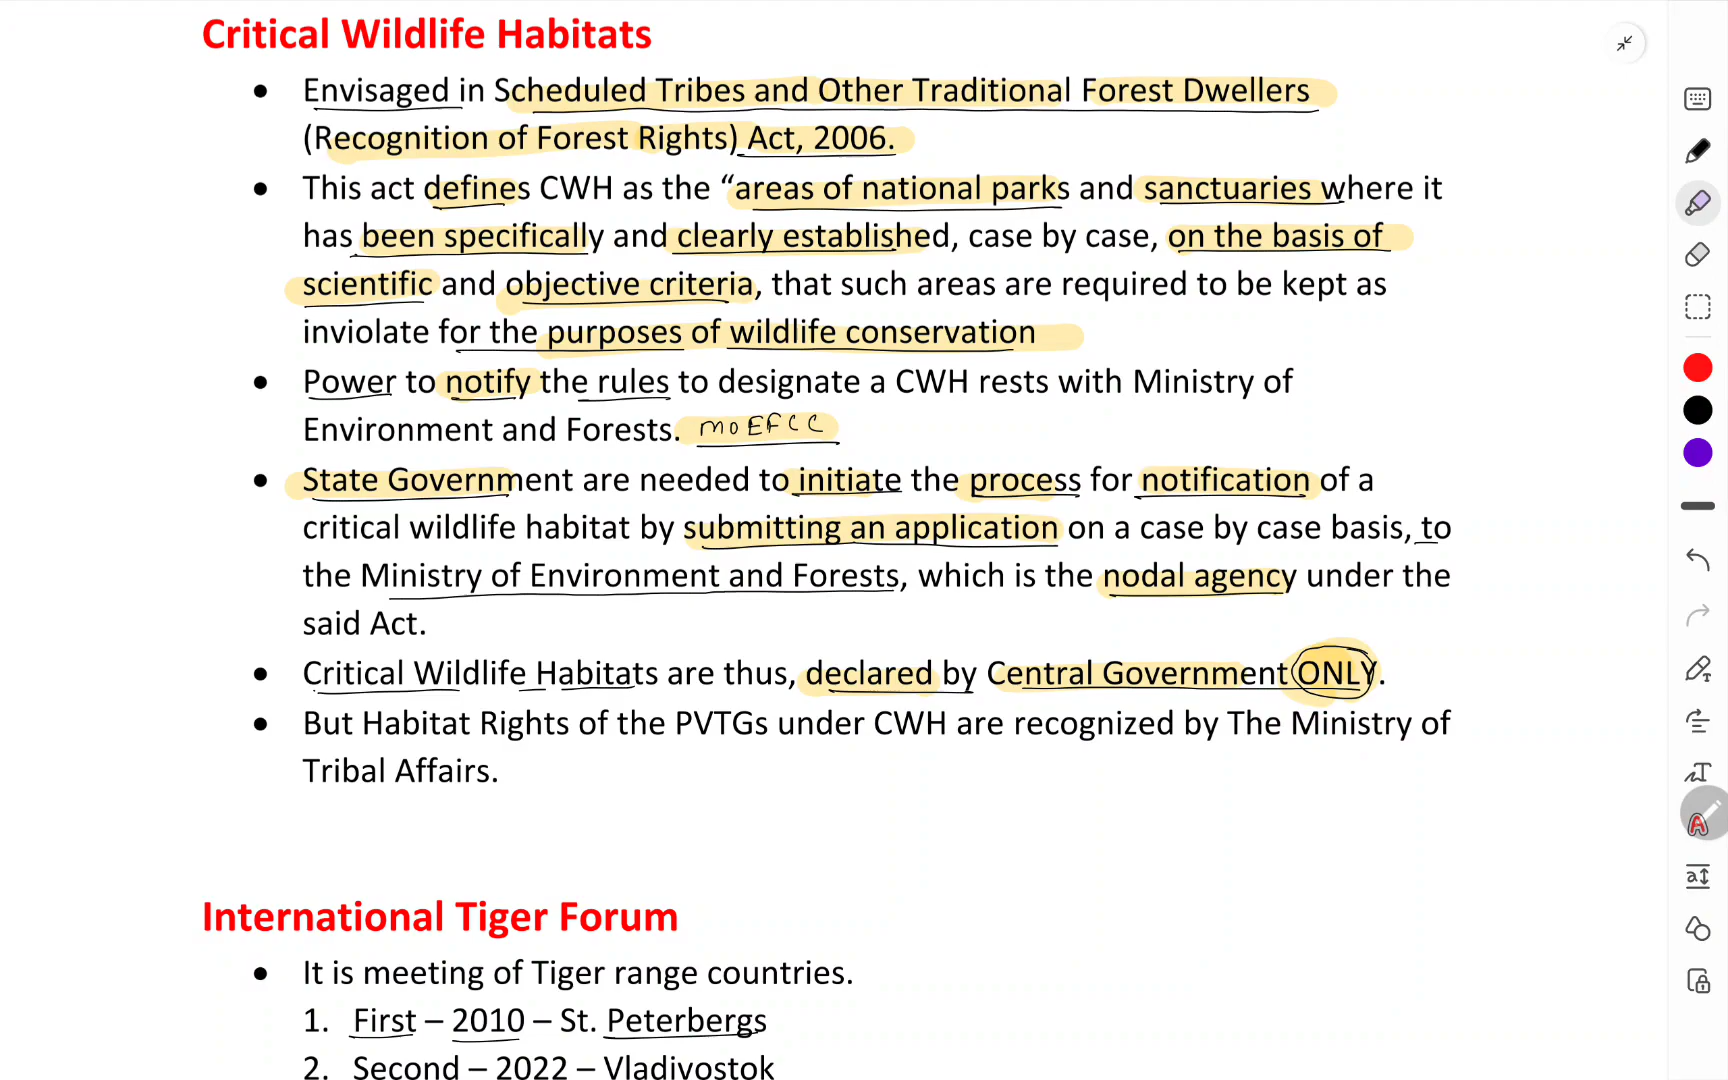 Critical Wildlife Habitats
• Envisaged in Scheduled Tribes and Other Traditional Forest Dwellers
(Recognition of Forest Rights) Act, 2006.
• This act defines CWH as the “areas of national parks and sanctuaries where it
has been specifically and clearly established, case by case, on the basis of
scientific and objective criteria, that such areas are required to be kept as
inviolate for the purposes of wildlife conservation
• Power to notify the rules to designate a CWH rests with Ministry of
Environment and Forests. MOEFCC
• State Government are needed to initiate the process for notification of a
critical wildlife habitat by submitting an application on a case by case basis, to
the Ministry of Environment and Forests, which is the nodal agency under the
said Act.
• Critical Wildlife Habitats are thus, declared by Central Government ONLY.
• But Habitat Rights of the PVTGs under CWH are recognized by The Ministry of
Tribal Affairs.
International Tiger Forum
• It is meeting of Tiger range countries.
1. First – 2010 – St. Peterbergs
2. Second – 2022 – Vladivostok